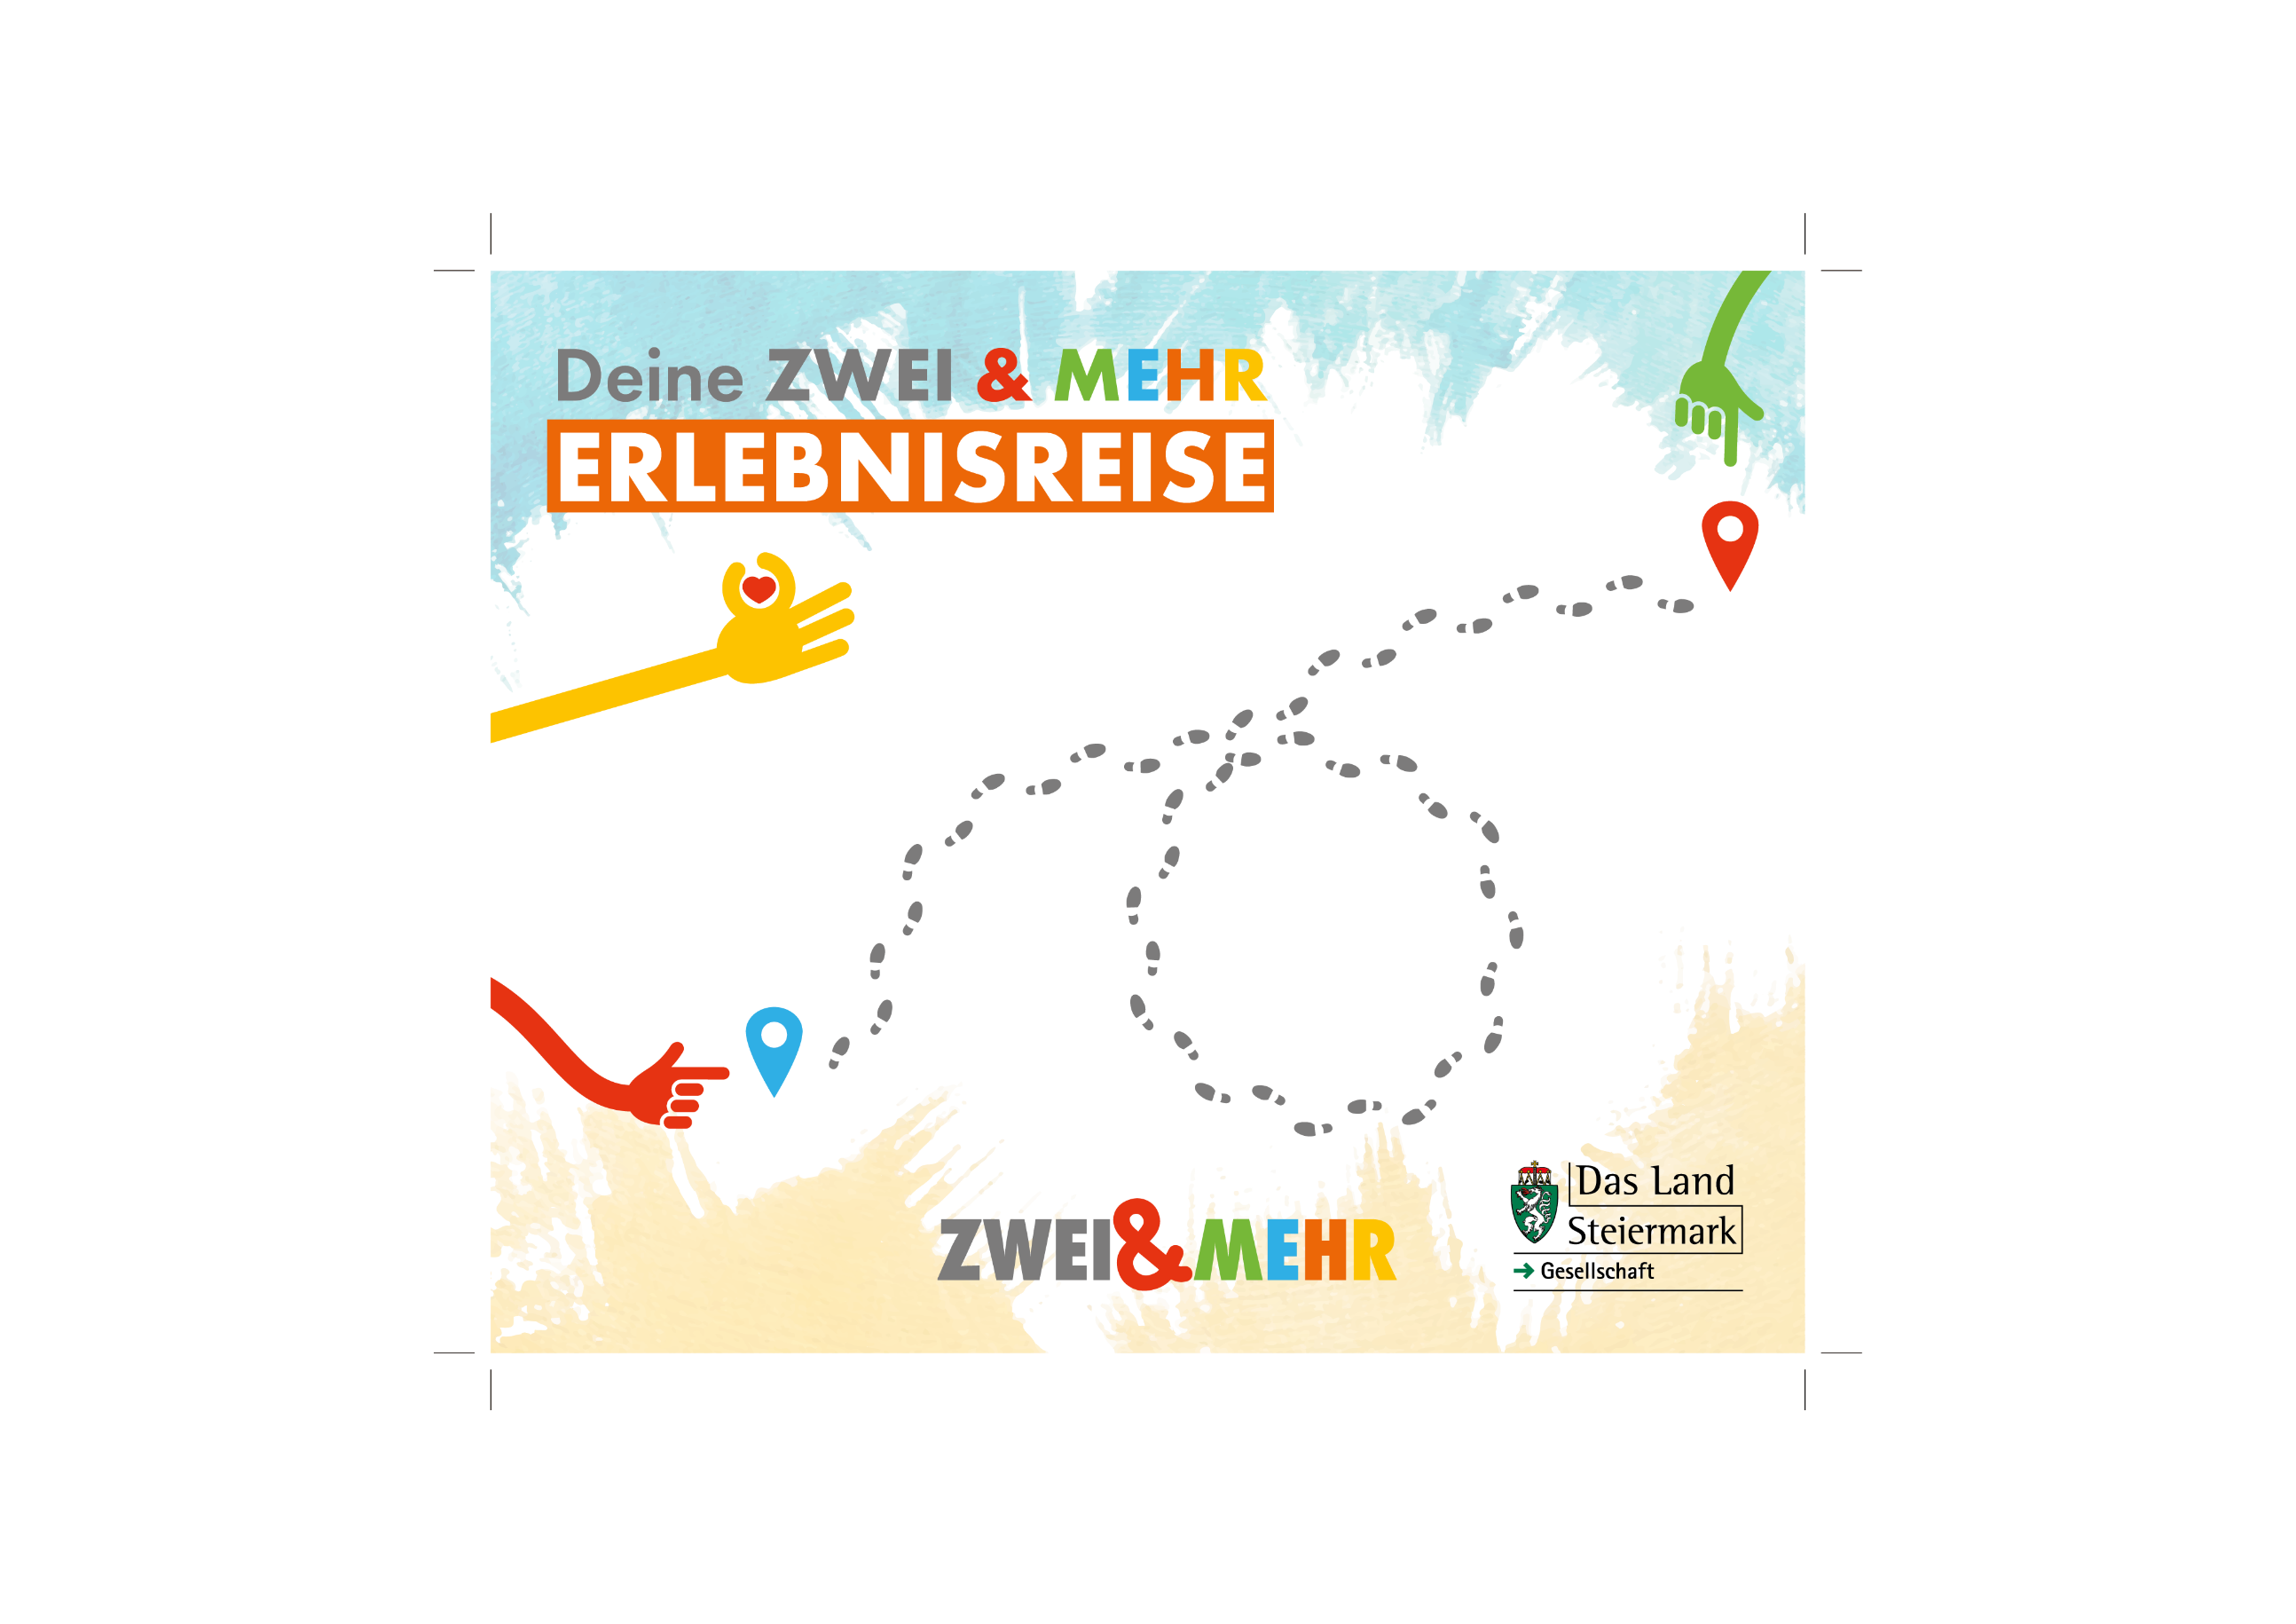 Deine ZWEI & MEHR
ERLEBNISREISE
ZWEI&MEHR
Das Land
Steiermark
→ Gesellschaft